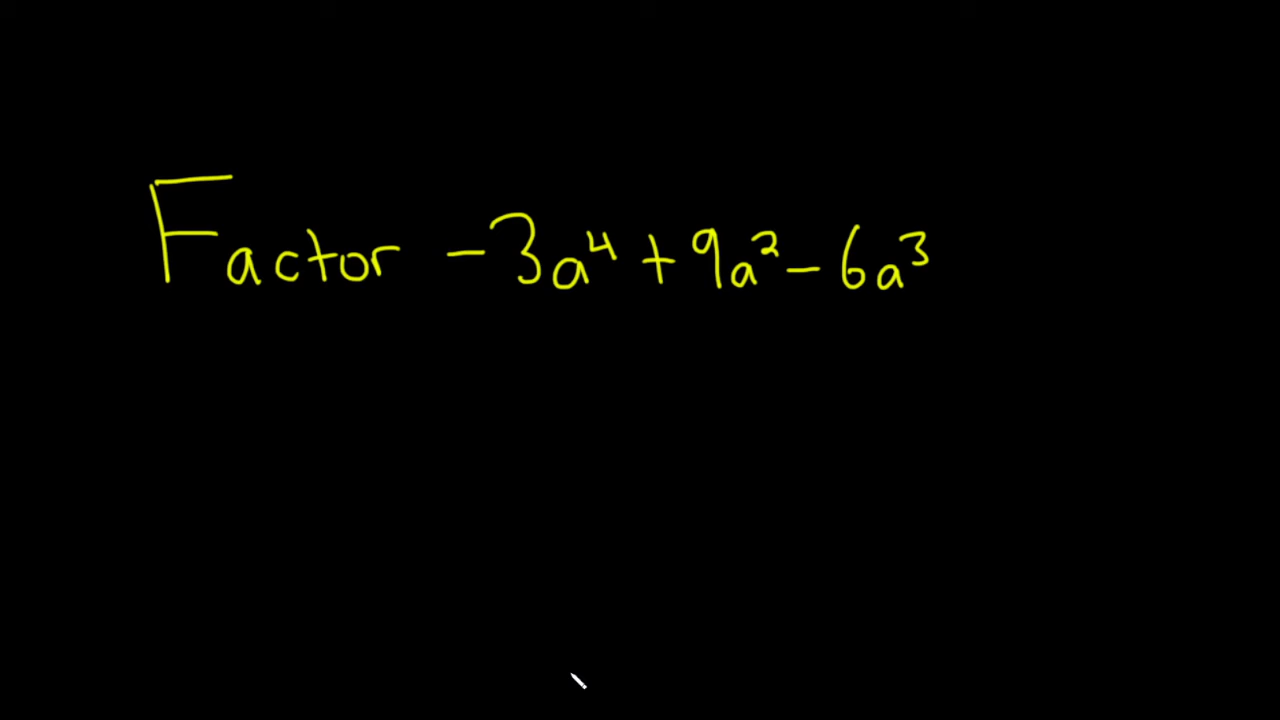 Factor -3a⁴ + 9a² - 6a³